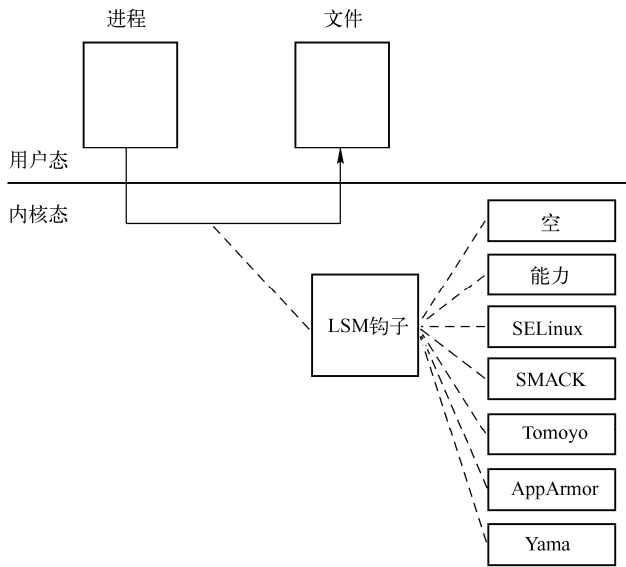 进程
文件
用户态
内核态
空
能力
LSM钩子
SELinux
SMACK
Tomoyo
AppArmor
Yama